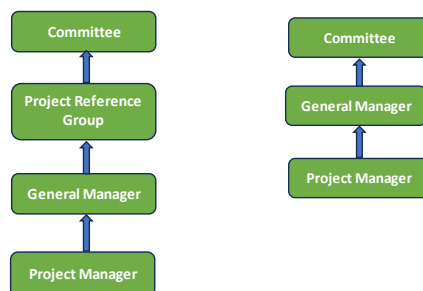 Committee
Project Reference
Group
General Manager
Project Manager
Committee
General Manager
Project Manager